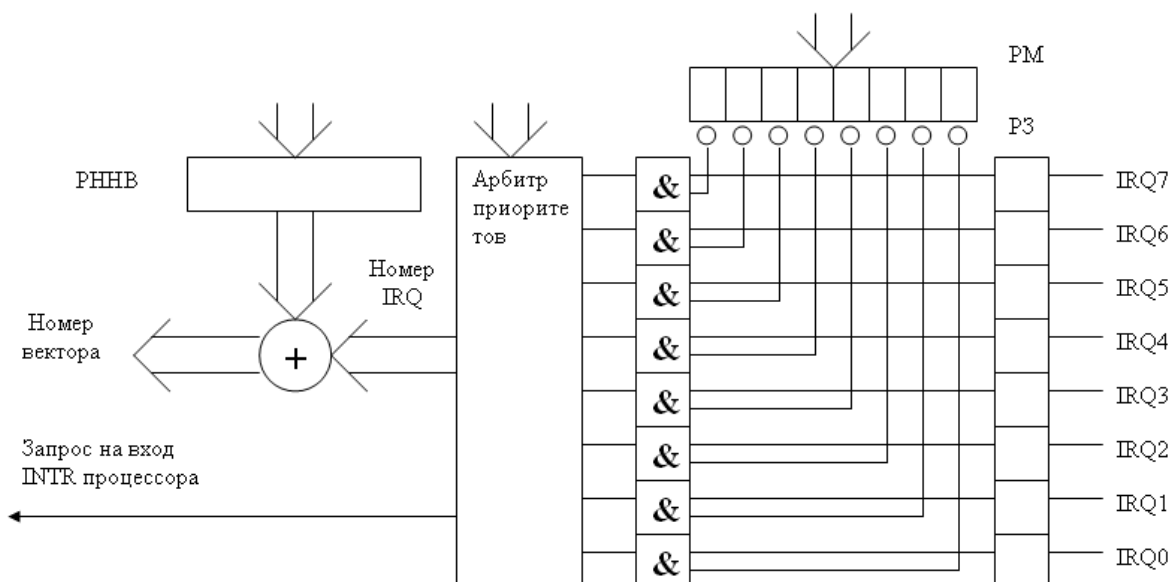 РМ
РЗ
РННВ
Арбитр
приорите
тов
&
IRQ7
&
IRQ6
Номер
IRQ
&
IRQ5
Номер
вектора
+
&
IRQ4
&
IRQ3
Запрос на вход
INTR процессора
&
IRQ2
&
IRQ1
&
IRQ0